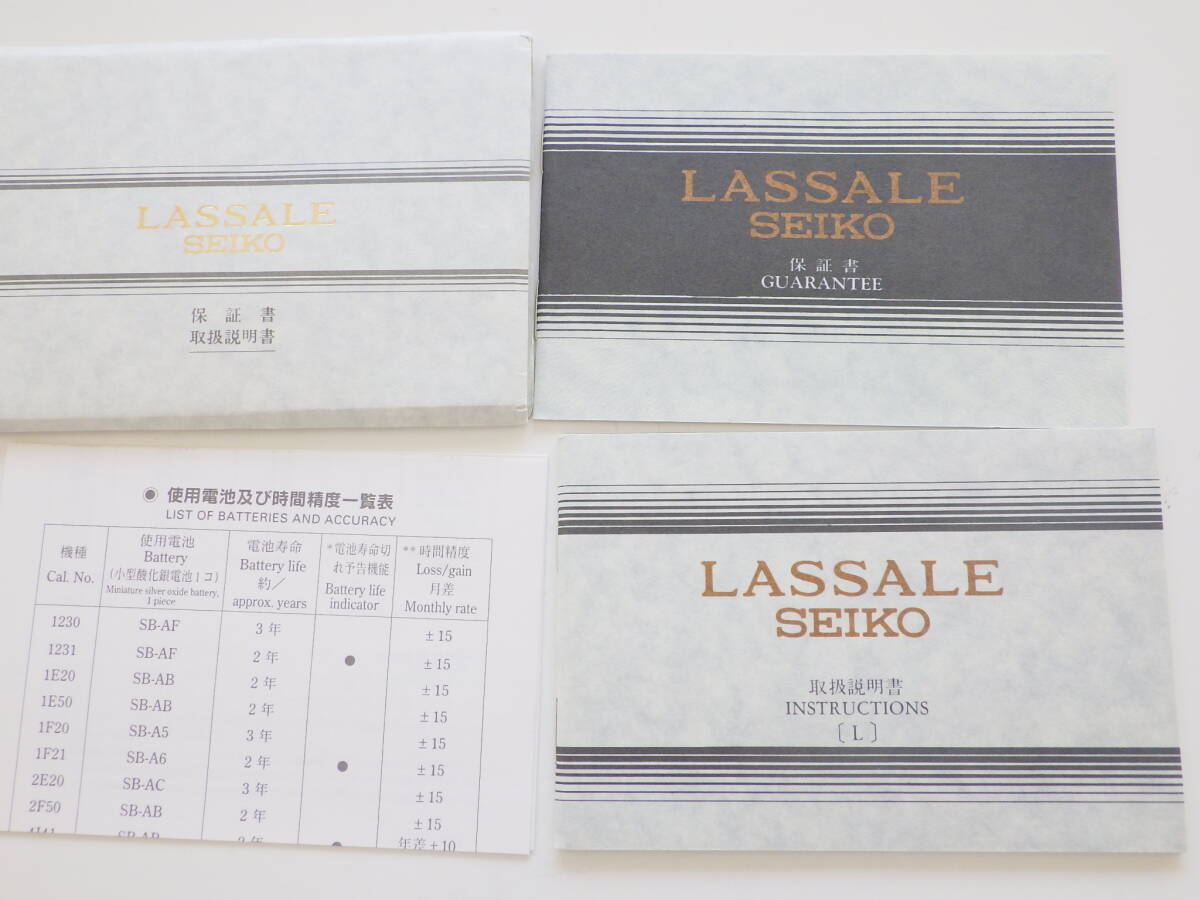 LASSALE
SEIKO
保証書
取扱説明書
LASSALE
SEIKO
保証書
GUARANTEE
● 使用電池及び時間精度一覧表
LIST OF BATTERIES AND ACCURACY
機種 Cal. No.
使用電池 Battery (小型酸化銀電池1コ) Miniature silver oxide battery, 1 piece
電池寿命 Battery life 約/ approx. years
*電池寿命切れ予告機能 Battery life indicator
**時間精度 Loss/gain 月差 Monthly rate
1230 SB-AF 3年 ±15
1231 SB-AF 2年 ● ±15
1E20 SB-AB 2年 ±15
1E50 SB-AB 2年 ±15
1F20 SB-A5 3年 ±15
1F21 SB-A6 2年 ● ±15
2E20 SB-AC 3年 ±15
2F50 SB-AB 2年 ±15
SB-AB 2年 ● 年差±10
LASSALE
SEIKO
取扱説明書
INSTRUCTIONS
〔L〕